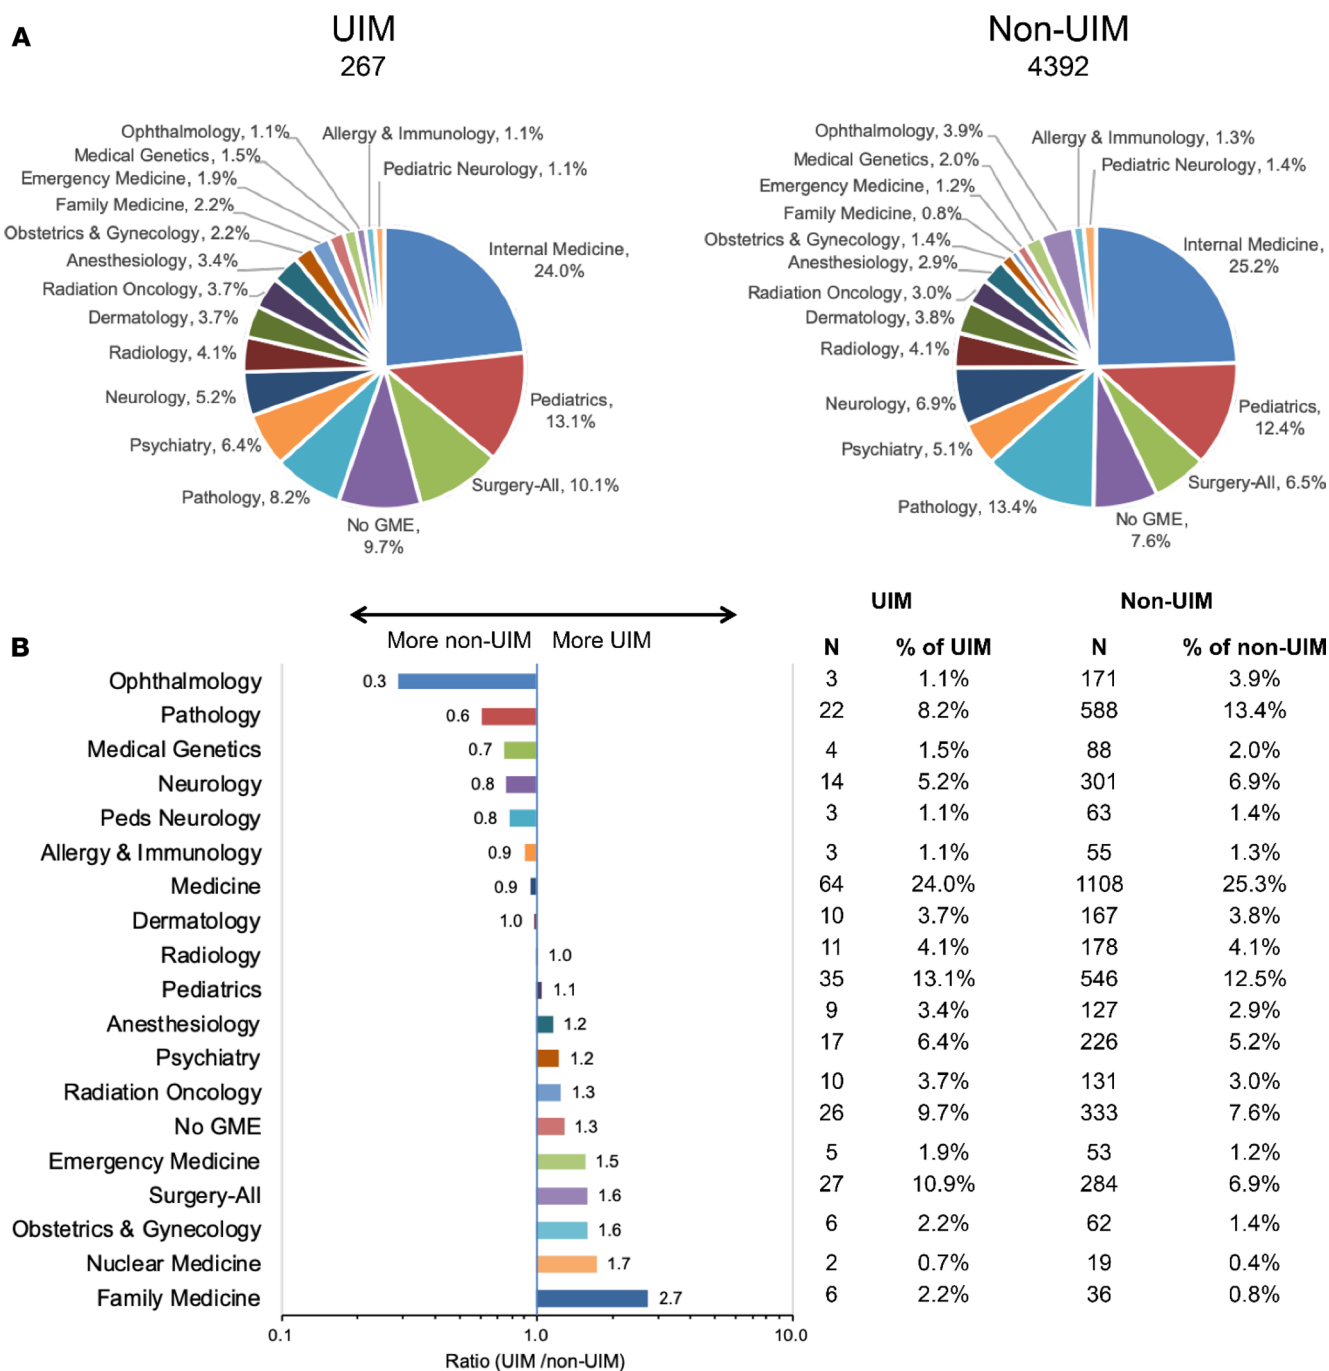 A
UIM
267
Non-UIM
4392
Ophthalmology, 1.1%
Allergy & Immunology, 1.1%
Medical Genetics, 1.5%
Pediatric Neurology, 1.1%
Emergency Medicine, 1.9%
Family Medicine, 2.2%
Obstetrics & Gynecology, 2.2%
Anesthesiology, 3.4%
Radiation Oncology, 3.7%
Dermatology, 3.7%
Radiology, 4.1%
Neurology, 5.2%
Psychiatry, 6.4%
Pathology, 8.2%
No GME,
9.7%
Surgery-All, 10.1%
Pediatrics,
13.1%
Internal Medicine,
24.0%
Ophthalmology, 3.9%
Allergy & Immunology, 1.3%
Medical Genetics, 2.0%
Pediatric Neurology, 1.4%
Emergency Medicine, 1.2%
Family Medicine, 0.8%
Obstetrics & Gynecology, 1.4%
Anesthesiology, 2.9%
Radiation Oncology, 3.0%
Dermatology, 3.8%
Radiology, 4.1%
Neurology, 6.9%
Psychiatry, 5.1%
Pathology, 13.4%
No GME,
7.6%
Surgery-All, 6.5%
Pediatrics,
12.4%
Internal Medicine,
25.2%
B
More non-UIM More UIM
UIM Non-UIM
N % of UIM N % of non-UIM
Ophthalmology 0.3 3 1.1% 171 3.9%
Pathology 0.6 22 8.2% 588 13.4%
Medical Genetics 0.7 4 1.5% 88 2.0%
Neurology 0.8 14 5.2% 301 6.9%
Peds Neurology 0.8 3 1.1% 63 1.4%
Allergy & Immunology 0.9 3 1.1% 55 1.3%
Medicine 0.9 64 24.0% 1108 25.3%
Dermatology 1.0 10 3.7% 167 3.8%
Radiology 1.0 11 4.1% 178 4.1%
Pediatrics 1.1 35 13.1% 546 12.5%
Anesthesiology 1.2 9 3.4% 127 2.9%
Psychiatry 1.2 17 6.4% 226 5.2%
Radiation Oncology 1.3 10 3.7% 131 3.0%
No GME 1.3 26 9.7% 333 7.6%
Emergency Medicine 1.5 5 1.9% 53 1.2%
Surgery-All 1.6 27 10.9% 284 6.9%
Obstetrics & Gynecology 1.6 6 2.2% 62 1.4%
Nuclear Medicine 1.7 2 0.7% 19 0.4%
Family Medicine 2.7 6 2.2% 36 0.8%
0.1 1.0 10.0
Ratio (UIM /non-UIM)